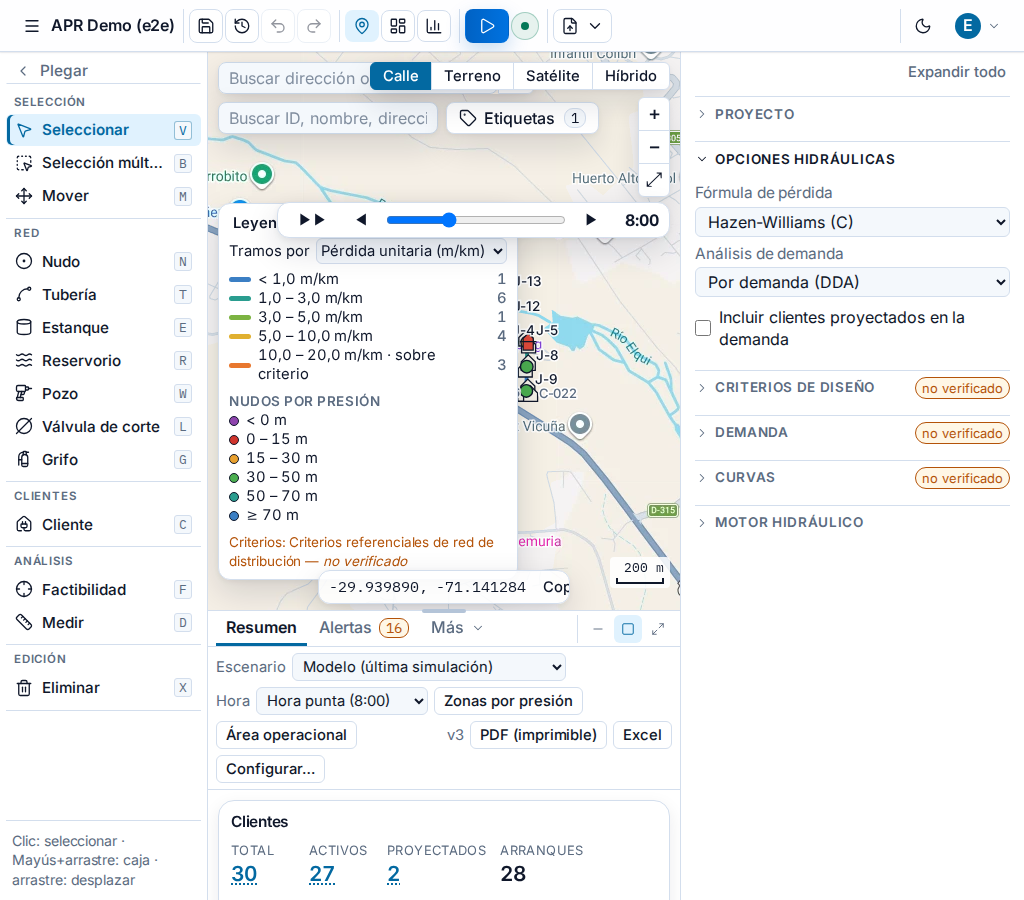 APR Demo (e2e)
E
Plegar
SELECCIÓN
Seleccionar V
Selección múlt... B
Mover M
RED
Nudo N
Tubería T
Estanque E
Reservorio R
Pozo W
Válvula de corte L
Grifo G
CLIENTES
Cliente C
ANÁLISIS
Factibilidad F
Medir D
EDICIÓN
Eliminar X
Clic: seleccionar ·
Mayús+arrastre: caja ·
arrastre: desplazar
Infantil Colibrí
Buscar dirección o
Calle Terreno Satélite Híbrido
Buscar ID, nombre, direcci
Etiquetas 1
+
−
rrobito
Huerto Alto
8:00
Leyen
Tramos por Pérdida unitaria (m/km)
< 1,0 m/km 1
1,0 – 3,0 m/km 6
3,0 – 5,0 m/km 1
5,0 – 10,0 m/km 4
10,0 – 20,0 m/km · sobre
criterio 3
NUDOS POR PRESIÓN
< 0 m
0 – 15 m
15 – 30 m
30 – 50 m
50 – 70 m
≥ 70 m
Criterios: Criterios referenciales de red de
distribución — no verificado
J-13
J-12
J-4 J-5
J-8
J-9
C-022
Río Elqui
Vicuña
D-315
emuria
200 m
-29.939890, -71.141284 Cop
Resumen Alertas 16 Más
Escenario Modelo (última simulación)
Hora Hora punta (8:00) Zonas por presión
Área operacional v3 PDF (imprimible) Excel
Configurar...
Clientes
TOTAL ACTIVOS PROYECTADOS ARRANQUES
30 27 2 28
Expandir todo
PROYECTO
OPCIONES HIDRÁULICAS
Fórmula de pérdida
Hazen-Williams (C)
Análisis de demanda
Por demanda (DDA)
Incluir clientes proyectados en la
demanda
CRITERIOS DE DISEÑO no verificado
DEMANDA no verificado
CURVAS no verificado
MOTOR HIDRÁULICO